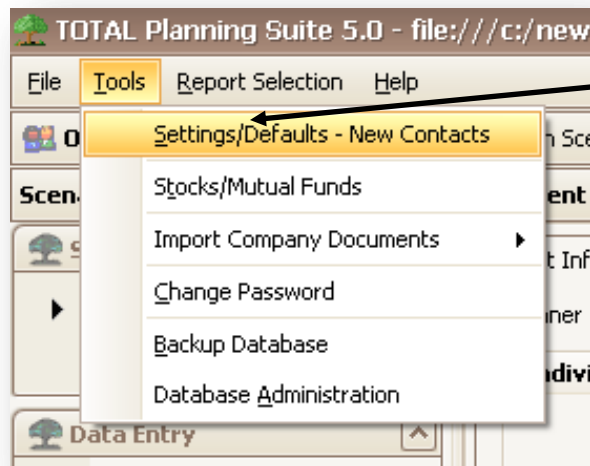 TOTAL Planning Suite 5.0 - file:///c:/new
File Tools Report Selection Help
Settings/Defaults - New Contacts
Stocks/Mutual Funds
Import Company Documents
Change Password
Backup Database
Database Administration
Data Entry